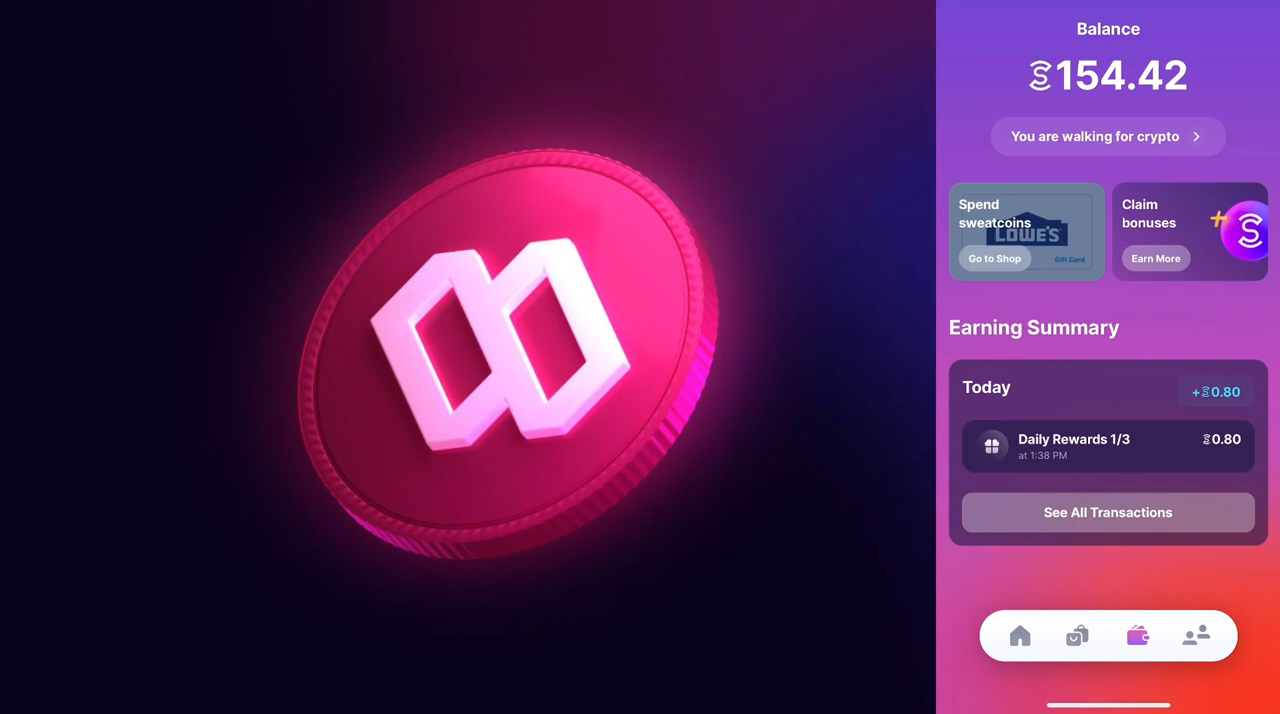 Balance
154.42
You are walking for crypto
Spend
sweatcoins
LOWE'S
Go to Shop
Gift Card
Claim
bonuses
Earn More
Earning Summary
Today
+0.80
Daily Rewards 1/3
0.80
at 1:38 PM
See All Transactions